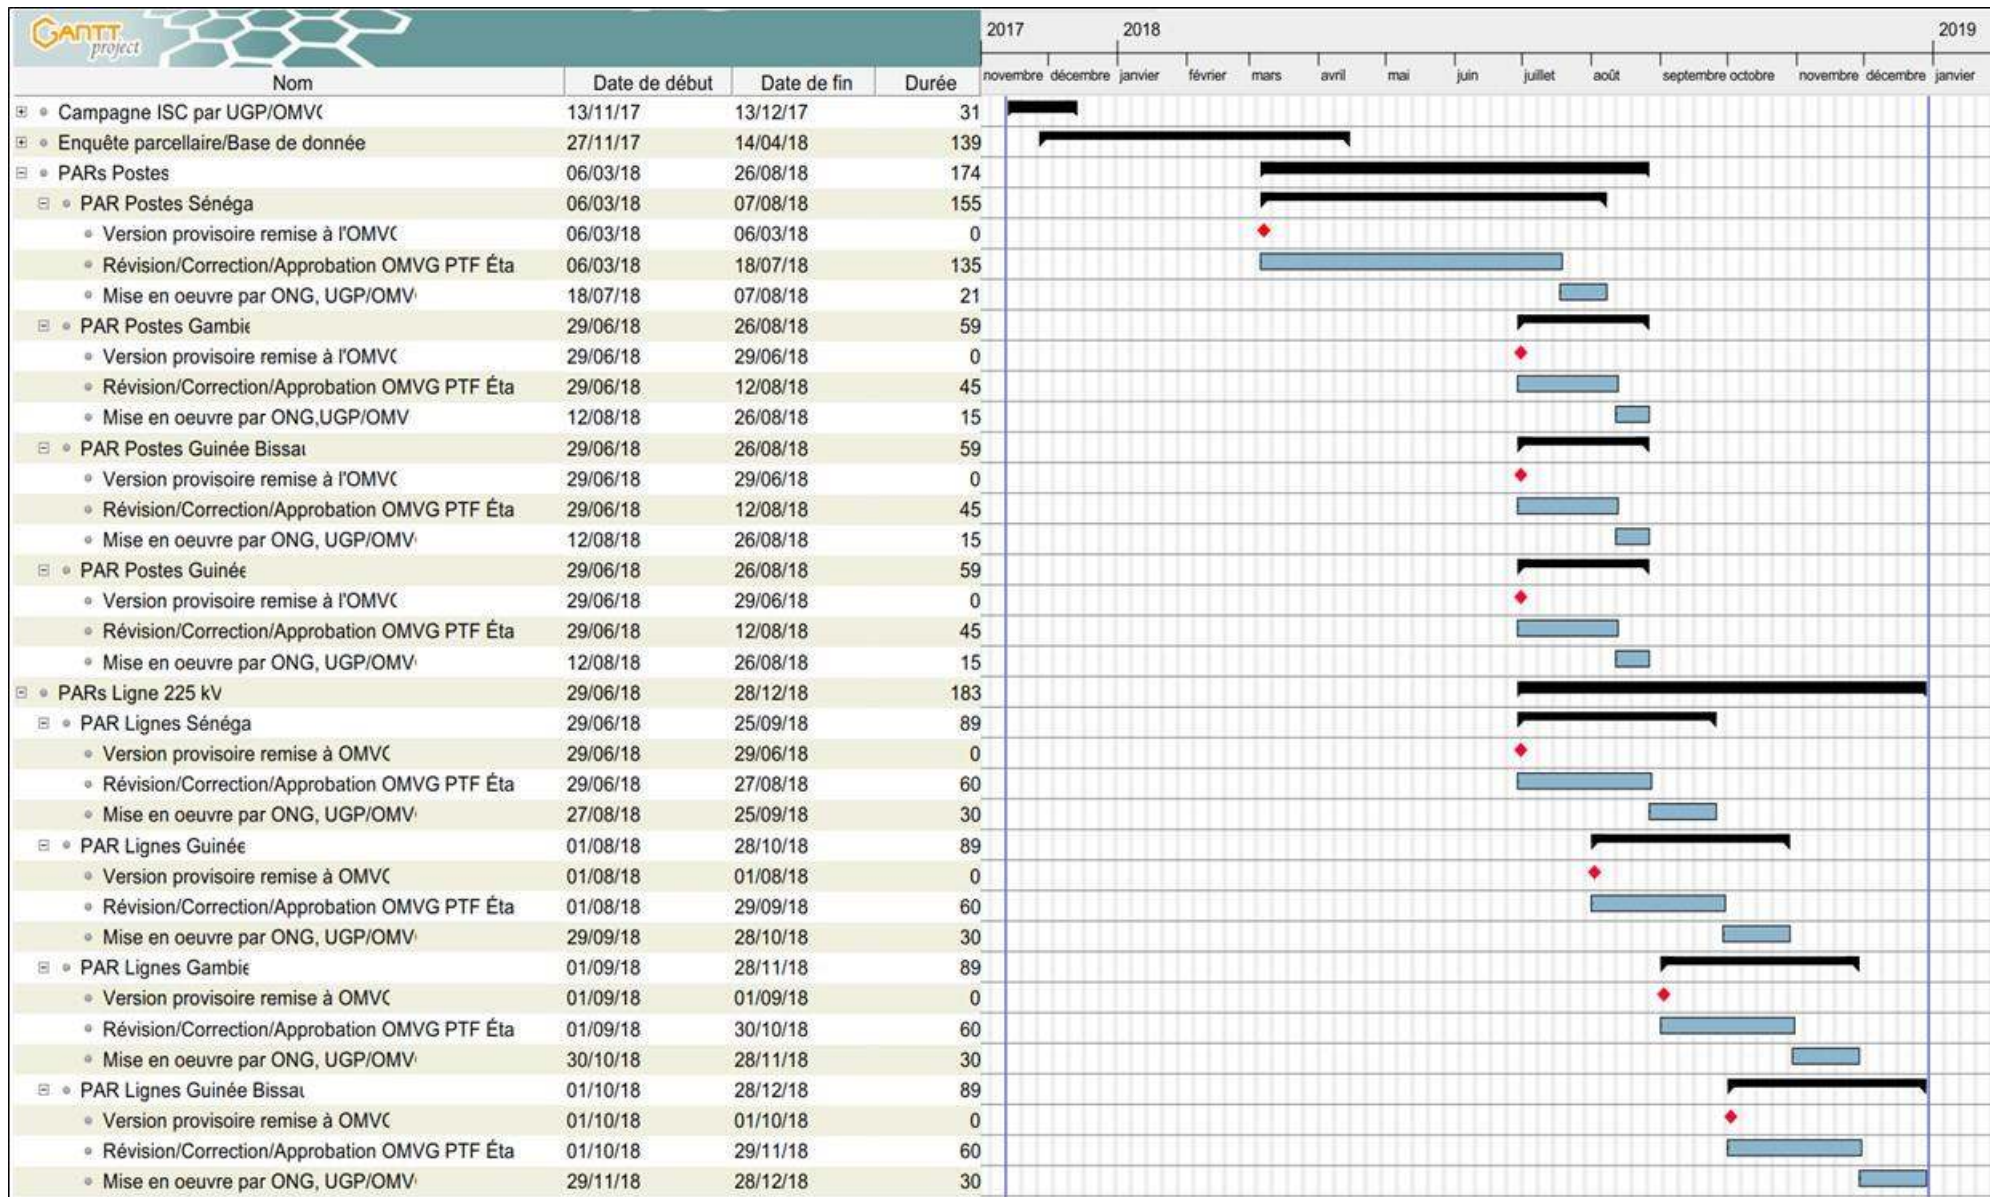 GANTT project
2017 2018 2019
Nom Date de début Date de fin Durée novembre décembre janvier février mars avril mai juin juillet août septembre octobre novembre décembre janvier
Campagne ISC par UGP/OMVG 13/11/17 13/12/17 31
Enquête parcellaire/Base de donnée 27/11/17 14/04/18 139
PARs Postes 06/03/18 26/08/18 174
PAR Postes Sénéga 06/03/18 07/08/18 155
Version provisoire remise à l'OMVG 06/03/18 06/03/18 0
Révision/Correction/Approbation OMVG PTF Éta 06/03/18 18/07/18 135
Mise en oeuvre par ONG, UGP/OMV 18/07/18 07/08/18 21
PAR Postes Gambie 29/06/18 26/08/18 59
Version provisoire remise à l'OMVG 29/06/18 29/06/18 0
Révision/Correction/Approbation OMVG PTF Éta 29/06/18 12/08/18 45
Mise en oeuvre par ONG,UGP/OMV 12/08/18 26/08/18 15
PAR Postes Guinée Bissau 29/06/18 26/08/18 59
Version provisoire remise à l'OMVG 29/06/18 29/06/18 0
Révision/Correction/Approbation OMVG PTF Éta 29/06/18 12/08/18 45
Mise en oeuvre par ONG, UGP/OMV 12/08/18 26/08/18 15
PAR Postes Guinée 29/06/18 26/08/18 59
Version provisoire remise à l'OMVG 29/06/18 29/06/18 0
Révision/Correction/Approbation OMVG PTF Éta 29/06/18 12/08/18 45
Mise en oeuvre par ONG, UGP/OMV 12/08/18 26/08/18 15
PARs Ligne 225 kV 29/06/18 28/12/18 183
PAR Lignes Sénéga 29/06/18 25/09/18 89
Version provisoire remise à OMVG 29/06/18 29/06/18 0
Révision/Correction/Approbation OMVG PTF Éta 29/06/18 27/08/18 60
Mise en oeuvre par ONG, UGP/OMV 27/08/18 25/09/18 30
PAR Lignes Guinée 01/08/18 28/10/18 89
Version provisoire remise à OMVG 01/08/18 01/08/18 0
Révision/Correction/Approbation OMVG PTF Éta 01/08/18 29/09/18 60
Mise en oeuvre par ONG, UGP/OMV 29/09/18 28/10/18 30
PAR Lignes Gambie 01/09/18 28/11/18 89
Version provisoire remise à OMVG 01/09/18 01/09/18 0
Révision/Correction/Approbation OMVG PTF Éta 01/09/18 30/10/18 60
Mise en oeuvre par ONG, UGP/OMV 30/10/18 28/11/18 30
PAR Lignes Guinée Bissau 01/10/18 28/12/18 89
Version provisoire remise à OMVG 01/10/18 01/10/18 0
Révision/Correction/Approbation OMVG PTF Éta 01/10/18 29/11/18 60
Mise en oeuvre par ONG, UGP/OMV 29/11/18 28/12/18 30